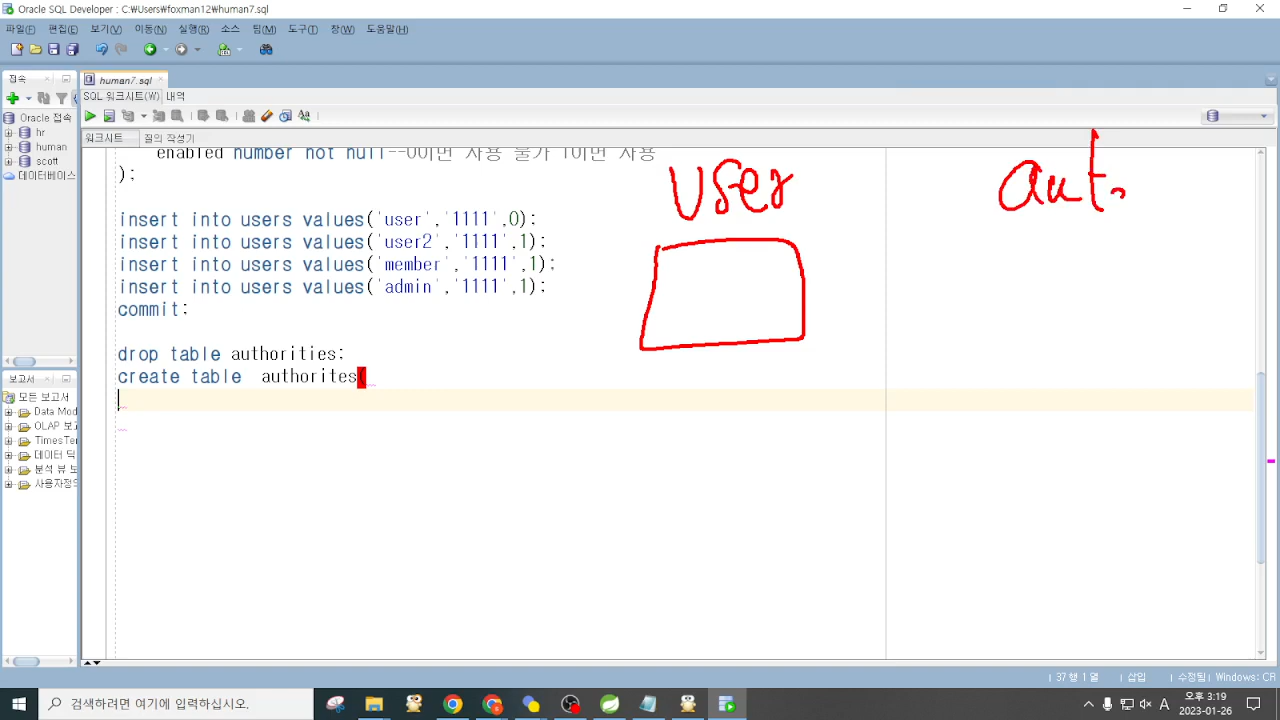 Oracle SQL Developer : C:\Users\foxman12\human7.sql
파일(F) 편집(E) 보기(V) 이동(N) 실행(R) 소스 팀(M) 도구(T) 창(W) 도움말(H)
접속
human7.sql
SQL 워크시트(W) 내역
Oracle 접속
hr
human
scott
데이터베이스
워크시트 질의 작성기
enabled number not null--0이면 사용 불가 1이면 사용
);
insert into users values('user','1111',0);
insert into users values('user2','1111',1);
insert into users values('member','1111',1);
insert into users values('admin','1111',1);
commit;
drop table authorities;
create table  authorites(
user
aut
보고서
모든 보고서
Data Mod
OLAP 보고
TimesTer
데이터 딕
분석 뷰 보
사용자정의
37행 1열
삽입
수정됨
Windows: CR
검색하려면 여기에 입력하십시오.
A
오후 3:19
2023-01-26